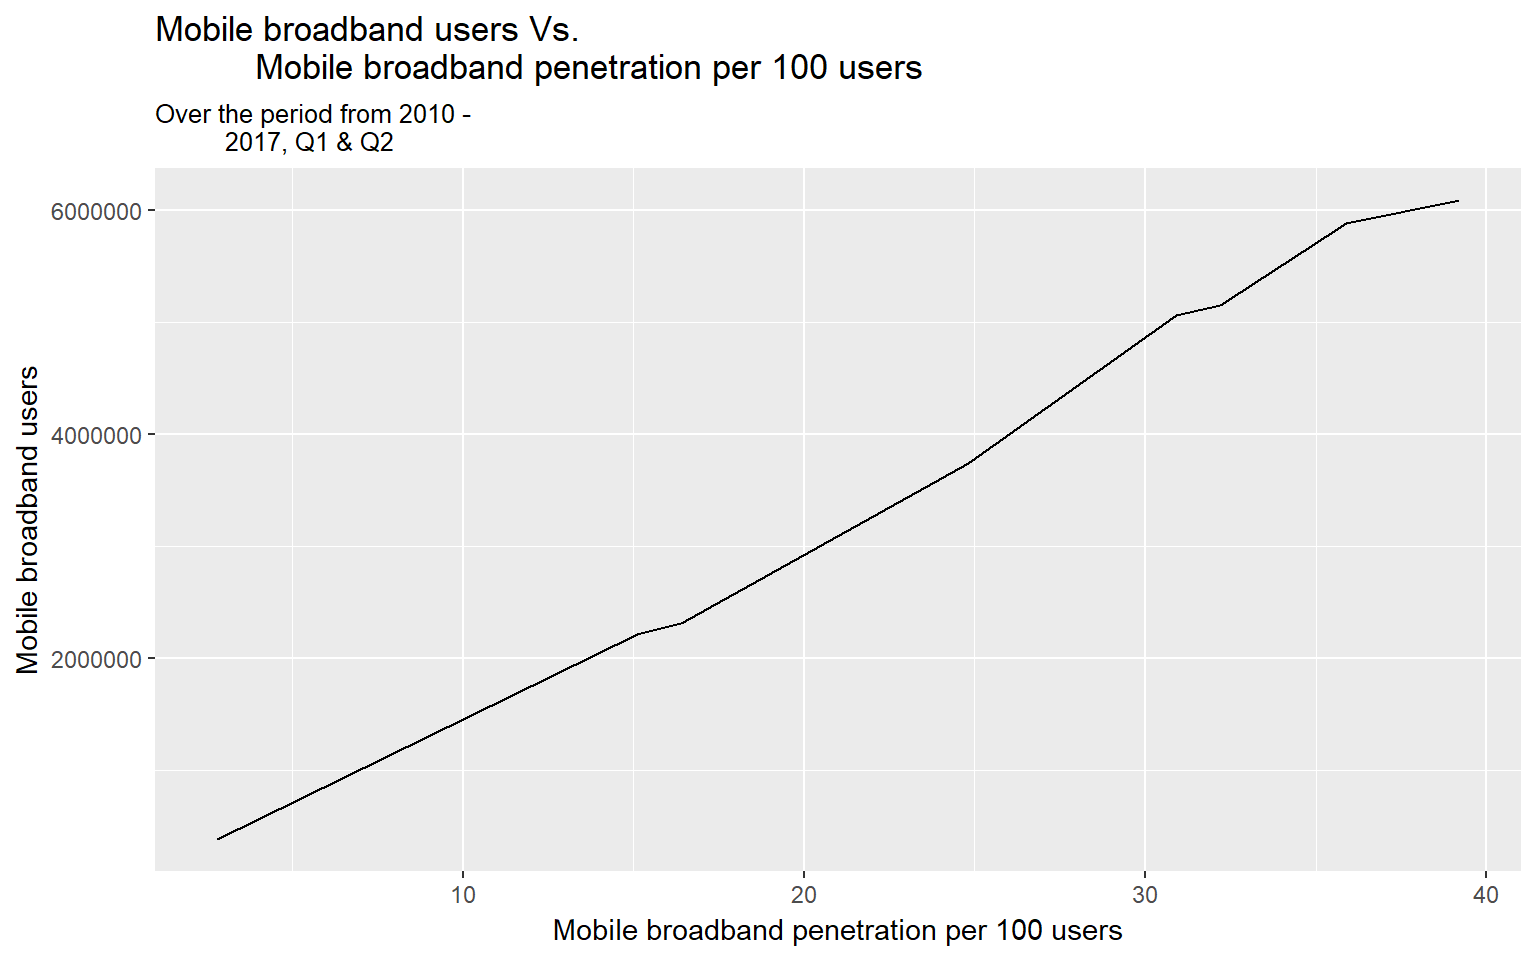 Mobile broadband users Vs.
Mobile broadband penetration per 100 users
Over the period from 2010 -
2017, Q1 & Q2
Mobile broadband users
6000000
4000000
2000000
10 20 30 40
Mobile broadband penetration per 100 users